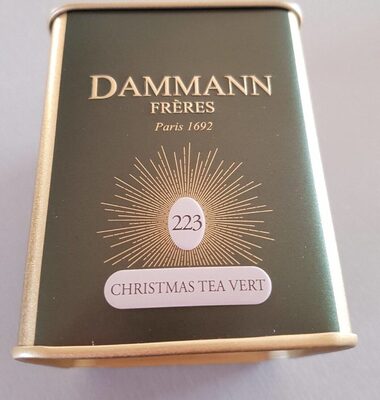 DAMMANN
FRÈRES
Paris 1692
223
CHRISTMAS TEA VERT